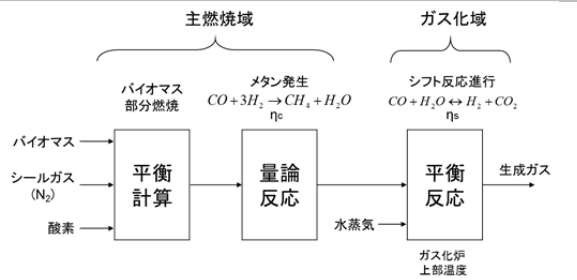 主燃焼域
ガス化域
バイオマス
部分燃焼
メタン発生
CO+3H₂→CH₄+H₂O
ηc
シフト反応進行
CO+H₂O↔H₂+CO₂
ηs
バイオマス
シールガス
(N₂)
酸素
平衡
計算
量論
反応
水蒸気
平衡
反応
生成ガス
ガス化炉
上部温度